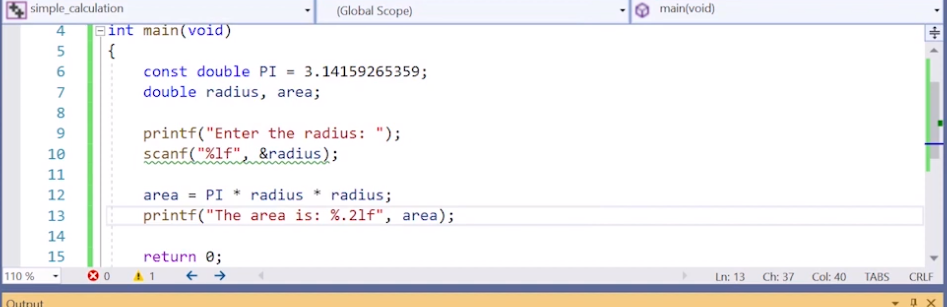 simple_calculation (Global Scope) main(void)
4 int main(void)
5 {
6 const double PI = 3.14159265359;
7 double radius, area;
8
9 printf("Enter the radius: ");
10 scanf("%lf", &radius);
11
12 area = PI * radius * radius;
13 printf("The area is: %.2lf", area);
14
15 return 0;
110 % 0 1 Ln: 13 Ch: 37 Col: 40 TABS CRLF
Output